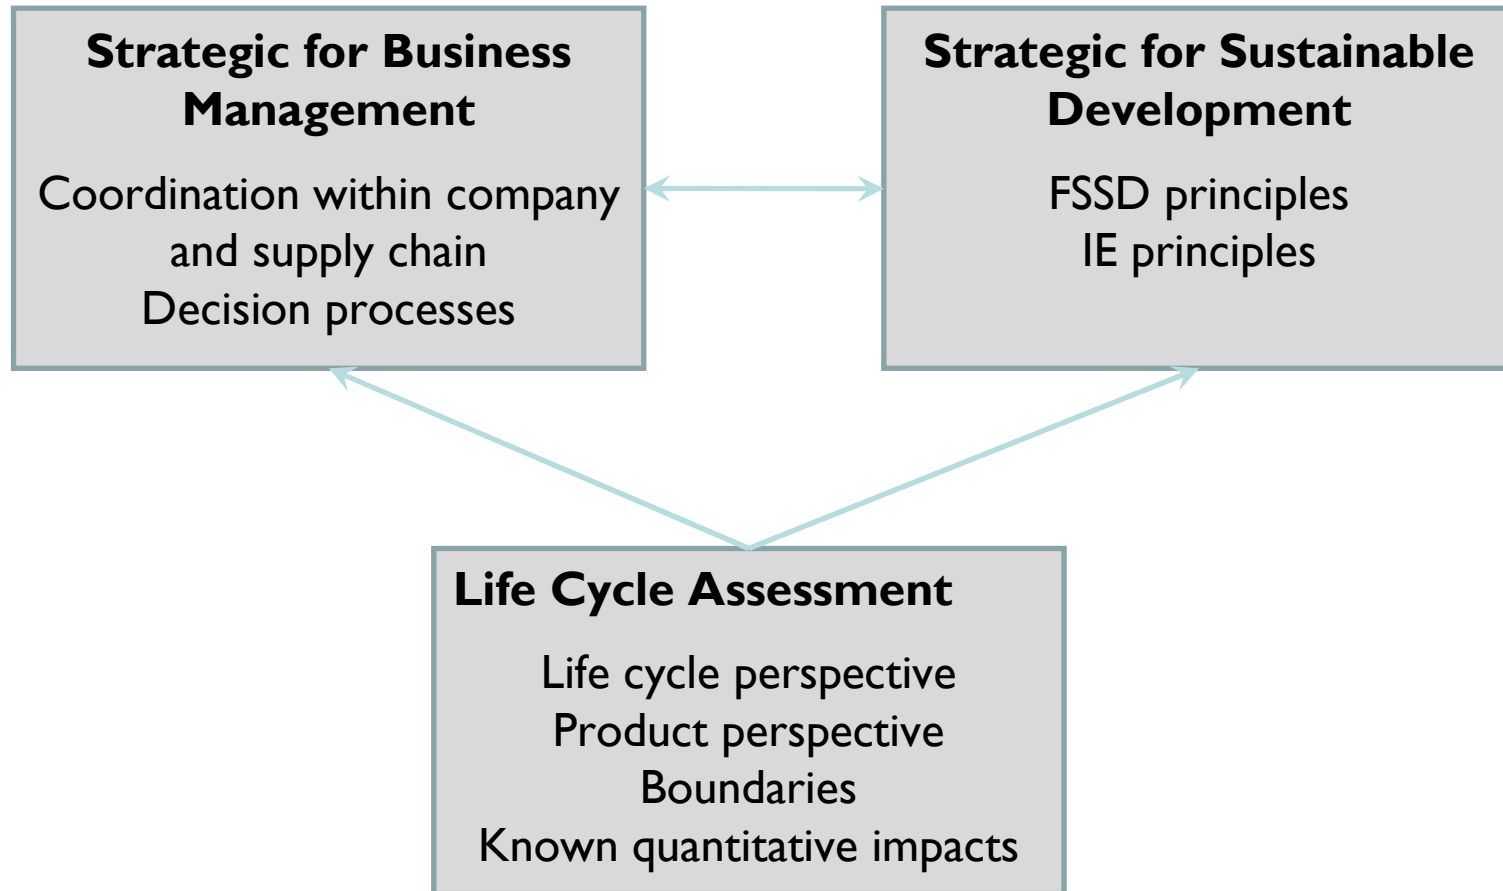 Strategic for Business
Management
Coordination within company
and supply chain
Decision processes
Strategic for Sustainable
Development
FSSD principles
IE principles
Life Cycle Assessment
Life cycle perspective
Product perspective
Boundaries
Known quantitative impacts